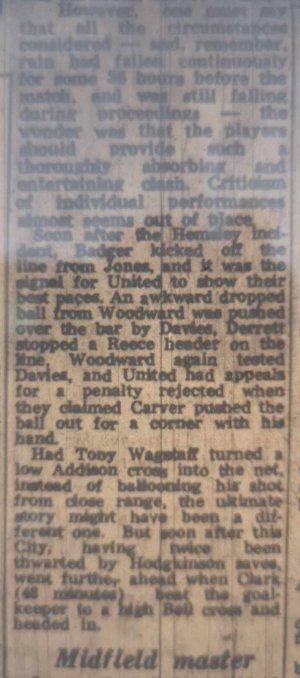 However, one must say
that all the circumstances
considered — and, remember,
rain had fallen continuously
for some 36 hours before the
match, and was still falling
during proceedings — the
wonder was that the players
should provide such a
thoroughly absorbing and
entertaining clash. Criticism
of individual performances
almost seems out of place.
Soon after the Hemsley inci-
dent, Badger kicked off the
line from Jones, and it was the
signal for United to show their
best paces. An awkward dropped
ball from Woodward was pushed
over the bar by Davies, Derrett
stopped a Reece header on the
line, Woodward again tested
Davies, and United had appeals
for a penalty rejected when
they claimed Carver pushed the
ball out for a corner with his
hand.
Had Tony Wagstaff turned a
low Addison cross into the net,
instead of ballooning his shot
from close range, the ultimate
story might have been a dif-
ferent one. But soon after this
City, having twice been
thwarted by Hodgkinson saves,
went further ahead when Clark
(48 minutes) beat the goal-
keeper to a high Bell cross and
headed in.
Midfield master